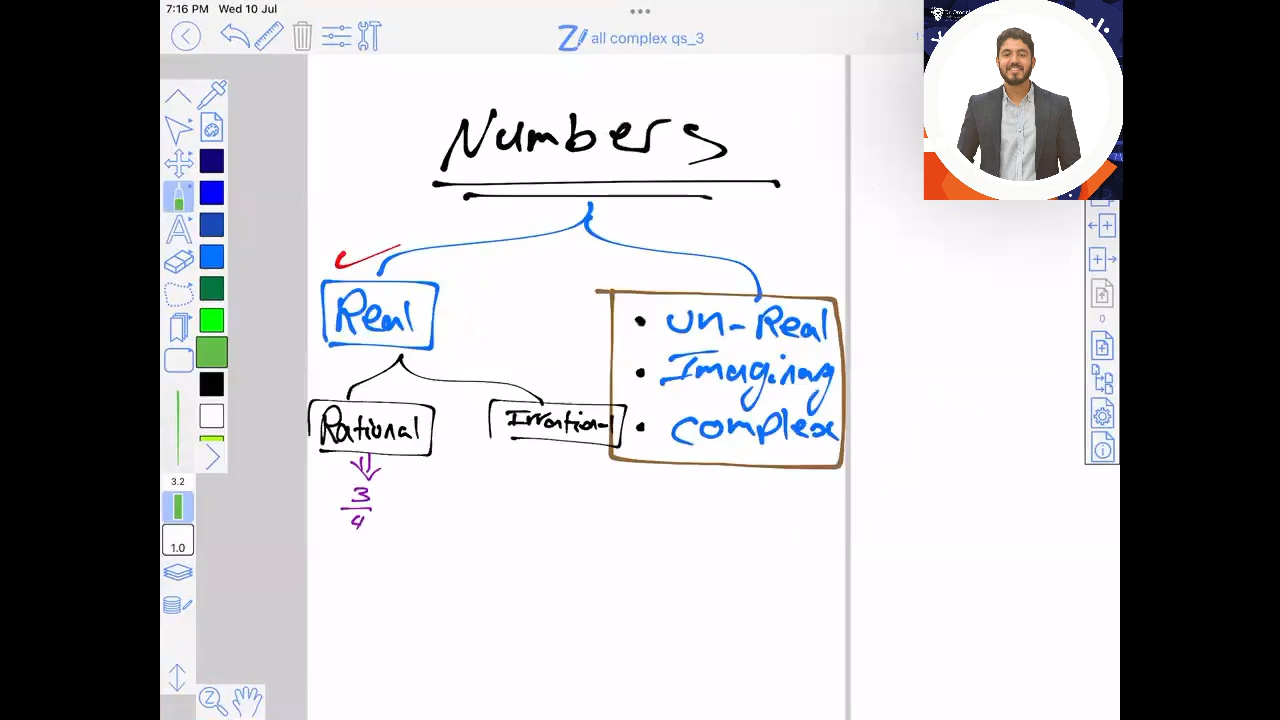 7:16 PM Wed 10 Jul
all complex qs_3
Numbers
Real
• un-Real
• Imaginary
• complex
Rational
Irrational
3
4
3.2
1.0
0